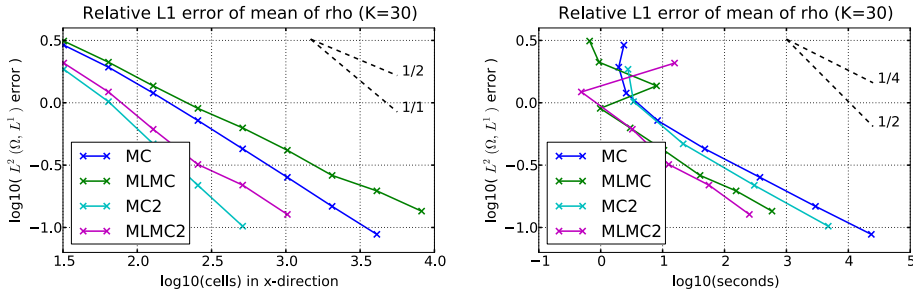 Relative L1 error of mean of rho (K=30)
log10( L² (Ω, L¹ ) error )
0.5
0.0
−0.5
−1.0
1/2
1/1
MC
MLMC
MC2
MLMC2
1.5 2.0 2.5 3.0 3.5 4.0
log10(cells) in x-direction
Relative L1 error of mean of rho (K=30)
log10( L² (Ω, L¹ ) error )
0.5
0.0
−0.5
−1.0
1/4
1/2
MC
MLMC
MC2
MLMC2
−1 0 1 2 3 4 5
log10(seconds)